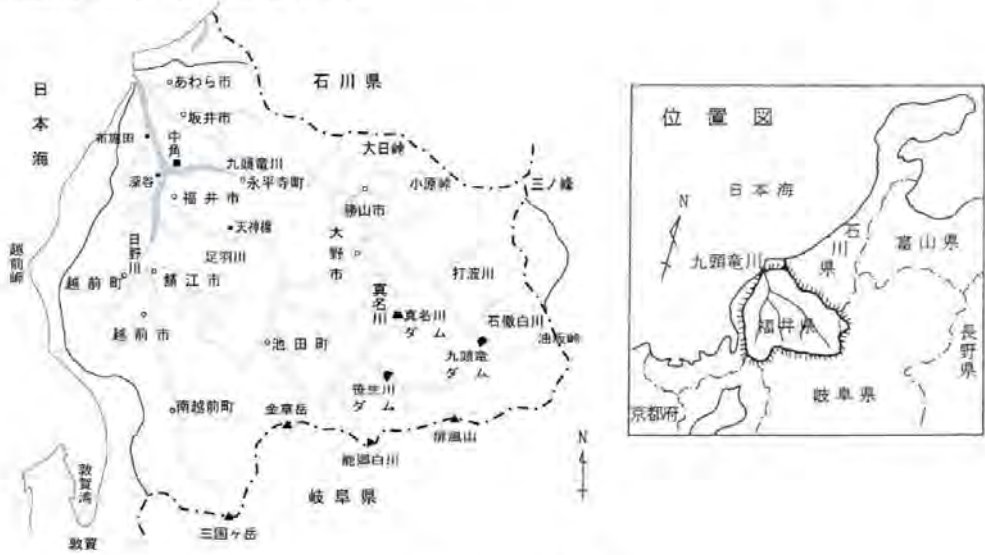 石川県
日本海
あわら市
坂井市
布施田
中角
九頭竜川
大日峠
小原峠
三ノ峰
深谷
永平寺町
福井市
勝山市
天神橋
大野市
日野川
足羽川
越前岬
越前町
鯖江市
打波川
真名川
真名川
ダム
石徹白川
油坂峠
越前市
池田町
九頭竜
ダム
笹生川
ダム
南越前町
金草岳
屏風山
能郷白川
N
敦賀湾
岐阜県
三国ヶ岳
敦賀
位置図
日本海
N
石川県
富山県
九頭竜川
福井県
長野県
岐阜県
京都府